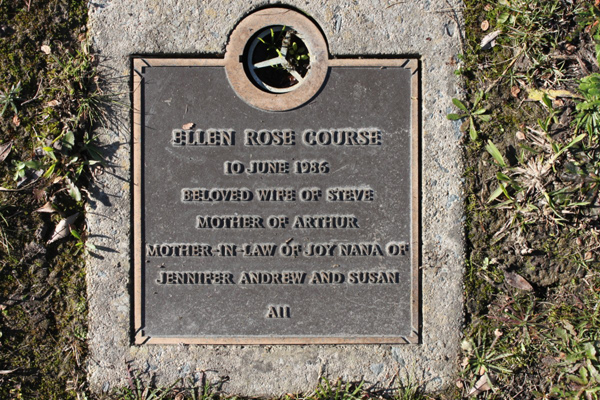 ELLEN ROSE COURSE
10 JUNE 1986
BELOVED WIFE OF STEVE
MOTHER OF ARTHUR
MOTHER-IN-LAW OF JOY NANA OF
JENNIFER ANDREW AND SUSAN
A11